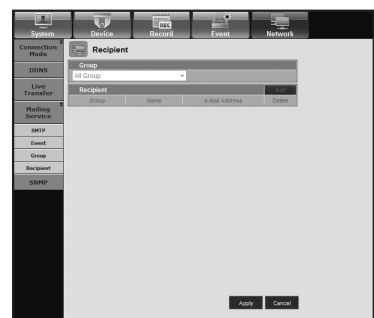 System Device Record Event Network
REC
Connection Mode
DDNS
Live Transfer
Mailing Service
SMTP
Event
Group
Recipient
SNMP
Recipient
Group
All Group
Recipient Add
Group Name e-Mail Address Delete
Apply Cancel